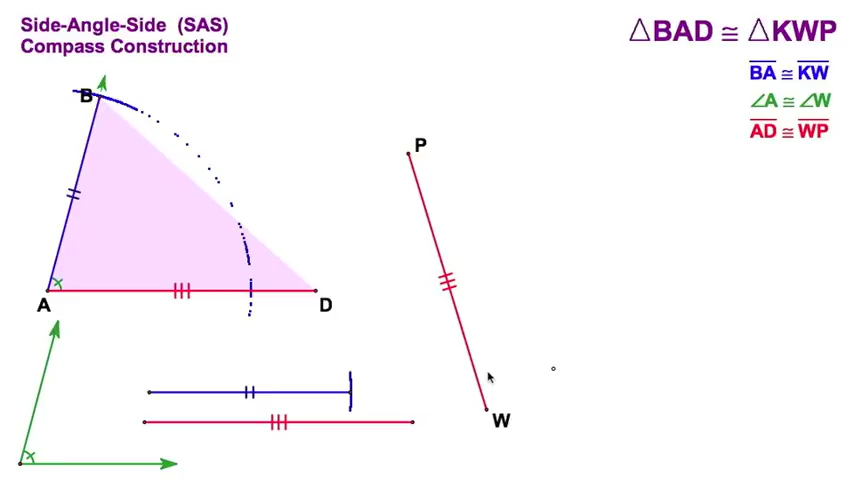 Side-Angle-Side (SAS)
Compass Construction
△BAD ≅ △KWP
BA ≅ KW
∠A ≅ ∠W
AD ≅ WP
B
P
A
D
W